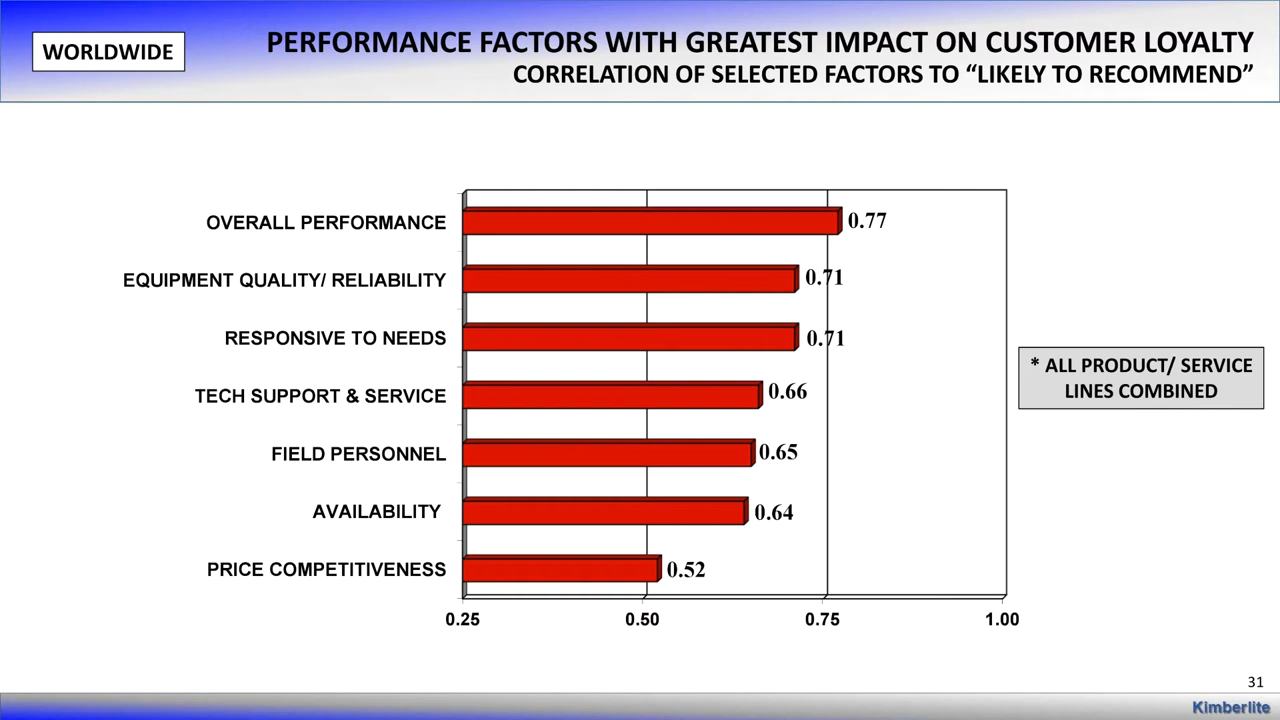 WORLDWIDE
PERFORMANCE FACTORS WITH GREATEST IMPACT ON CUSTOMER LOYALTY
CORRELATION OF SELECTED FACTORS TO “LIKELY TO RECOMMEND”
OVERALL PERFORMANCE
0.77
EQUIPMENT QUALITY/ RELIABILITY
0.71
RESPONSIVE TO NEEDS
0.71
TECH SUPPORT & SERVICE
0.66
FIELD PERSONNEL
0.65
AVAILABILITY
0.64
PRICE COMPETITIVENESS
0.52
0.25
0.50
0.75
1.00
* ALL PRODUCT/ SERVICE
LINES COMBINED
31
Kimberlite